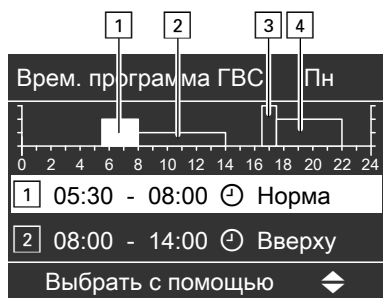 1 2 3 4
Врем. программа ГВС Пн
0 2 4 6 8 10 12 14 16 18 20 22 24
1 05:30 - 08:00 Норма
2 08:00 - 14:00 Вверху
Выбрать с помощью